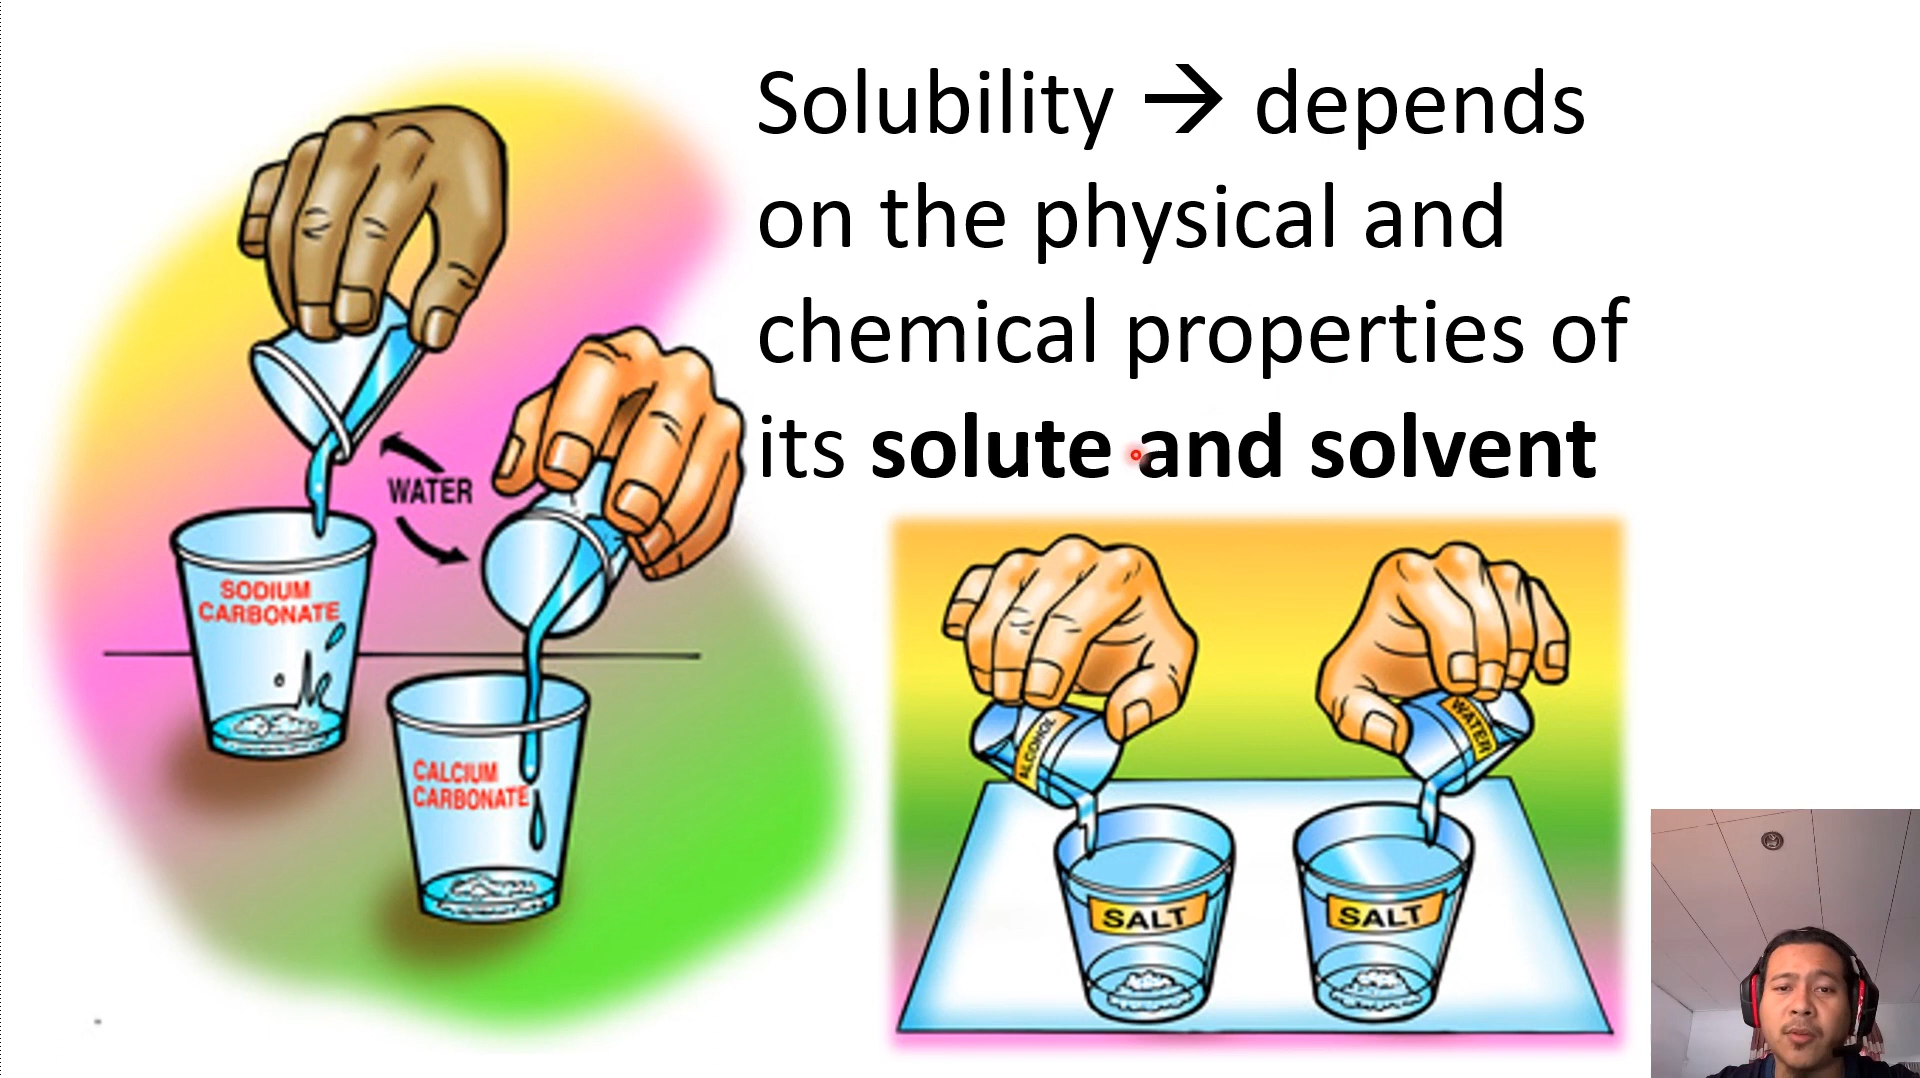 Solubility → depends
on the physical and
chemical properties of
its solute and solvent
WATER
SODIUM
CARBONATE
CALCIUM
CARBONATE
ALCOHOL
WATER
SALT
SALT